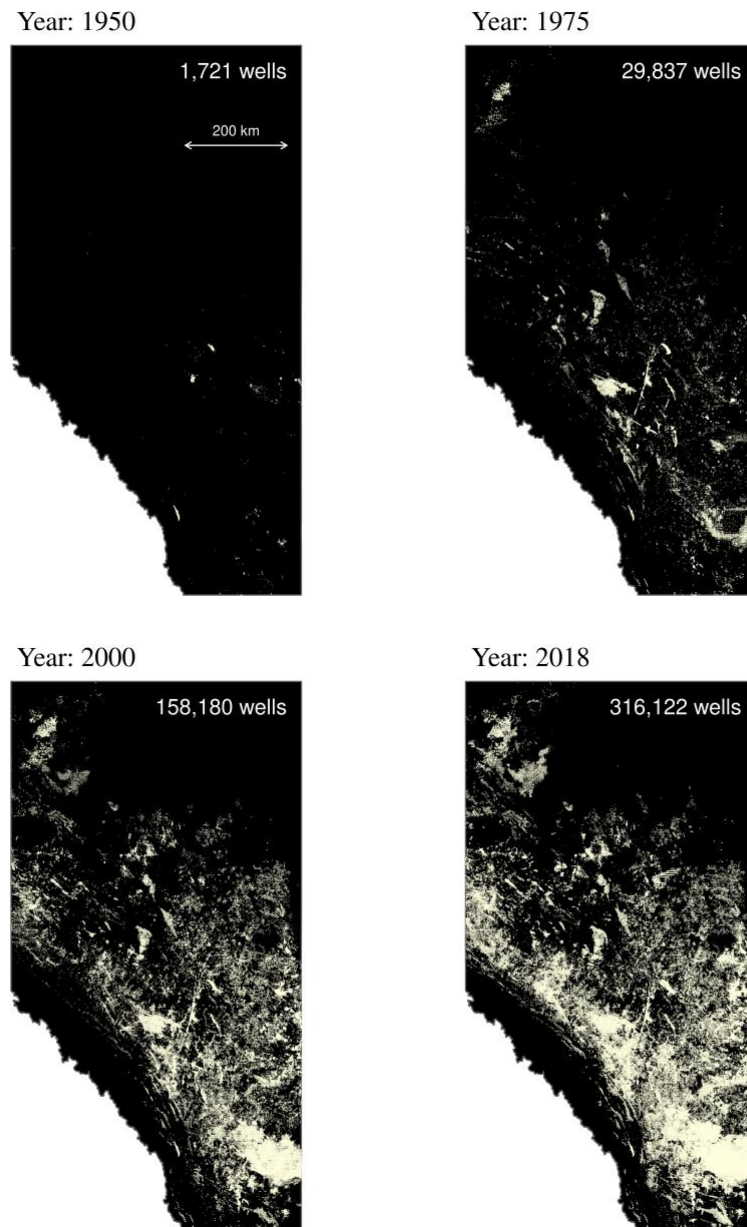 Year: 1950
1,721 wells
200 km
Year: 1975
29,837 wells
Year: 2000
158,180 wells
Year: 2018
316,122 wells